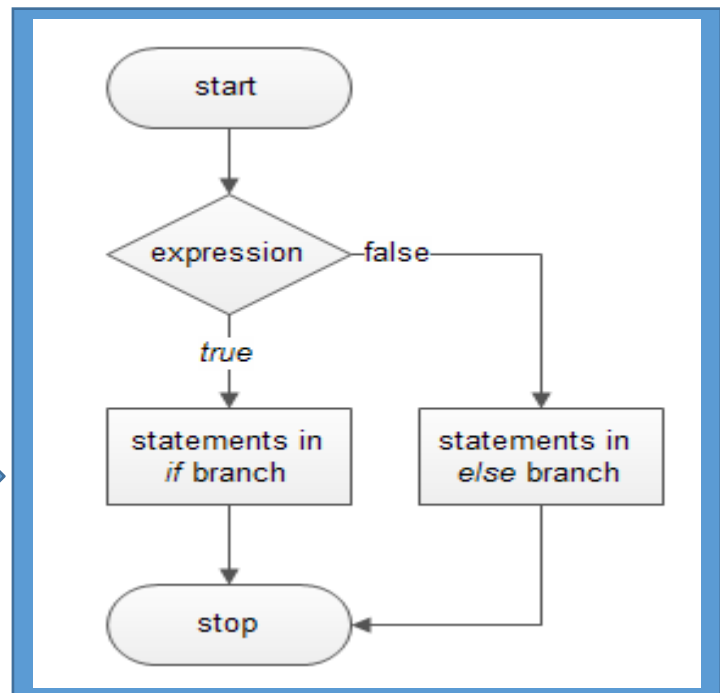 start
expression
false
true
statements in
if branch
statements in
else branch
stop